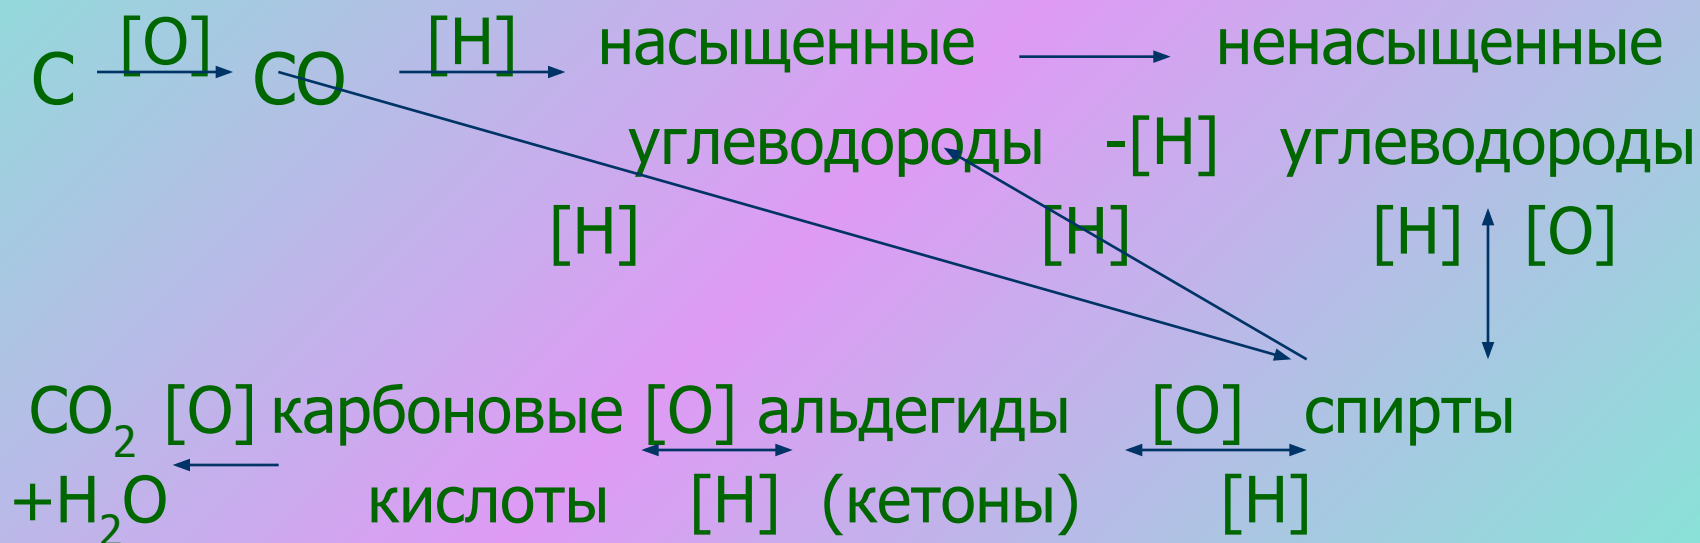 C [O] CO [H] насыщенные ненасыщенные
углеводороды -[H] углеводороды
[H] [H] [H] [O]
CO₂ [O] карбоновые [O] альдегиды [O] спирты
+H₂O кислоты [H] (кетоны) [H]